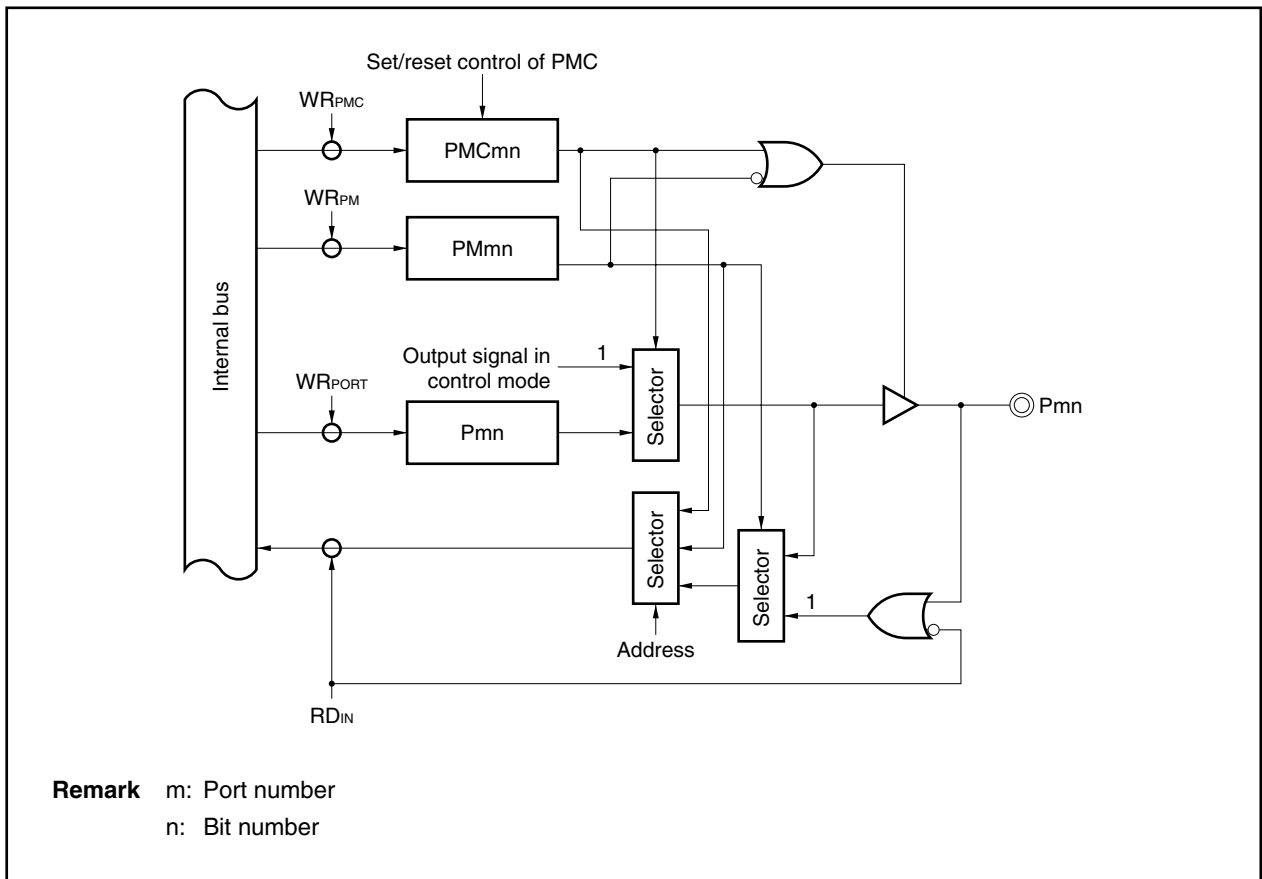 Set/reset control of PMC
WRPMC
PMCmn
WRPM
PMmn
Internal bus
Output signal in
control mode
1
WRPORT
Pmn
Selector
Pmn
Selector
Selector
1
Address
RDIN
Remark m: Port number
n: Bit number